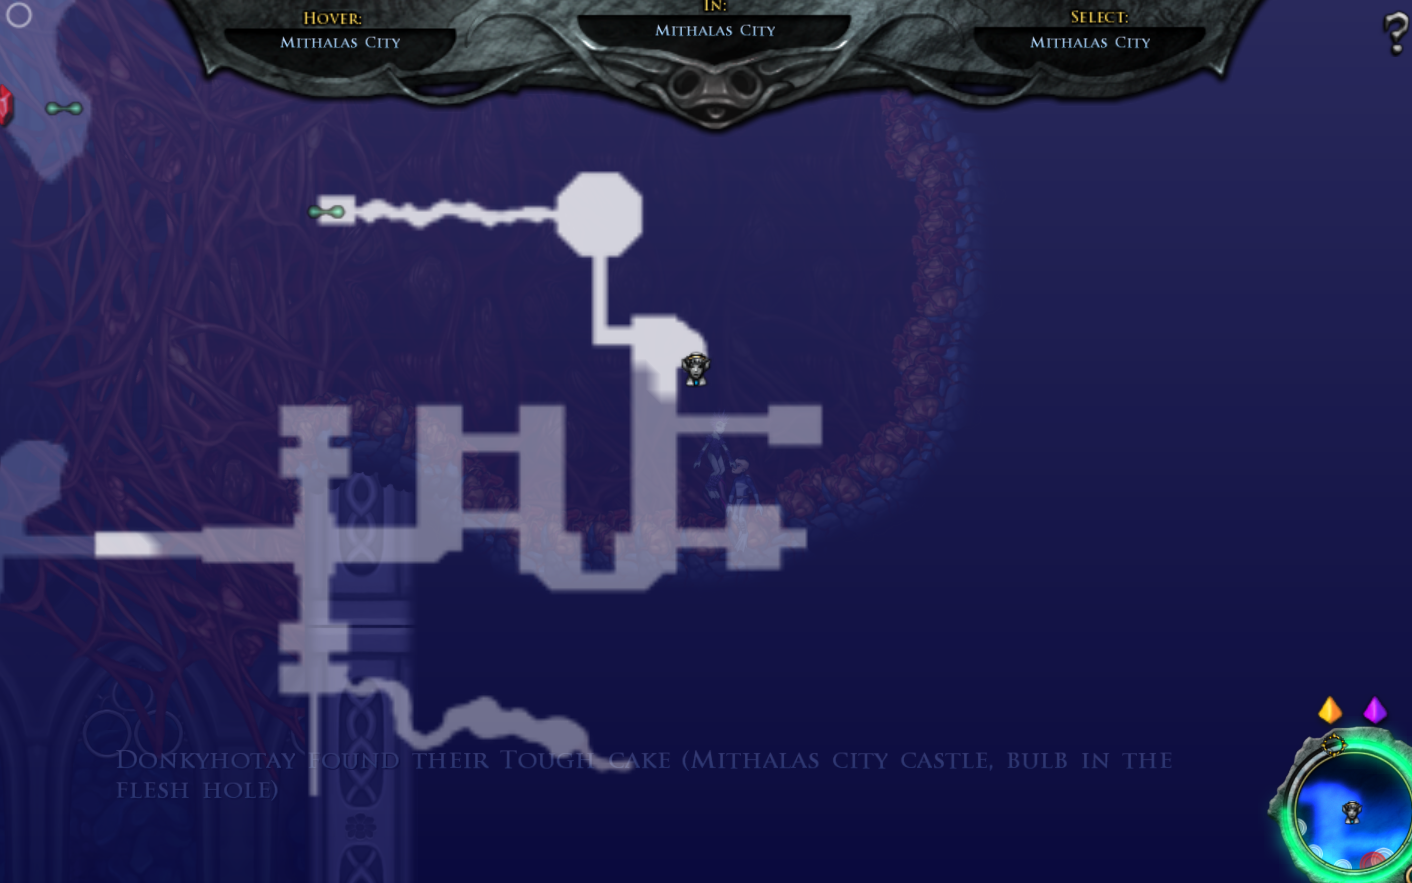 Hover:
Mithalas City
In:
Mithalas City
Select:
Mithalas City
?
Donkyhotay found their Tough cake (Mithalas city castle, bulb in the
flesh hole)